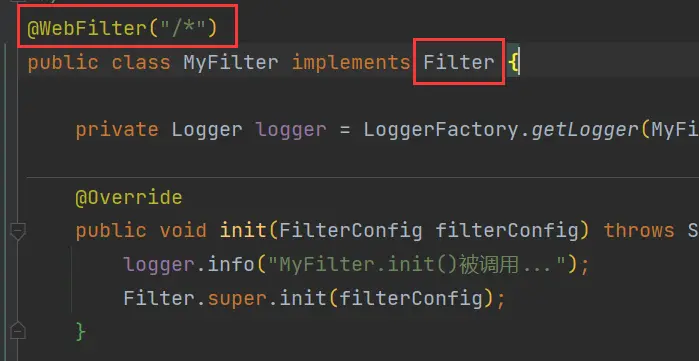 @WebFilter("/*")
public class MyFilter implements Filter {
private Logger logger = LoggerFactory.getLogger(MyFi
@Override
public void init(FilterConfig filterConfig) throws S
logger.info("MyFilter.init()被调用...");
Filter.super.init(filterConfig);
}